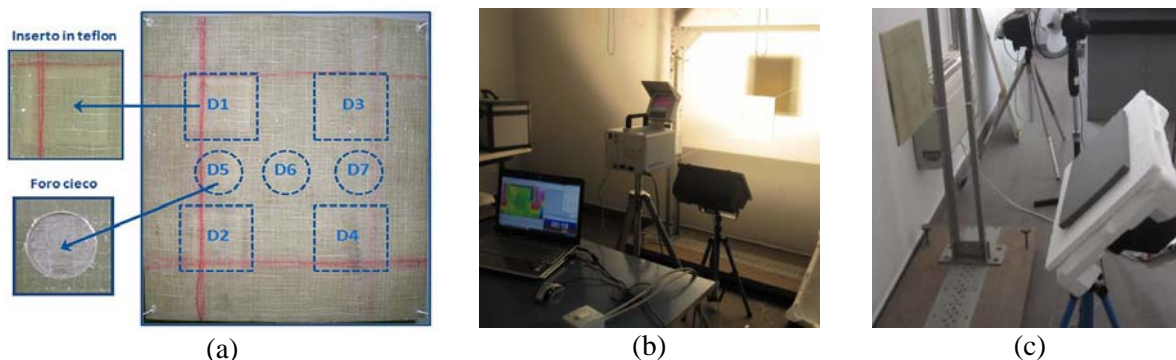 Inserto in teflon
D1
D3
D5
D6
D7
Foro cieco
D2
D4
(a)
(b)
(c)